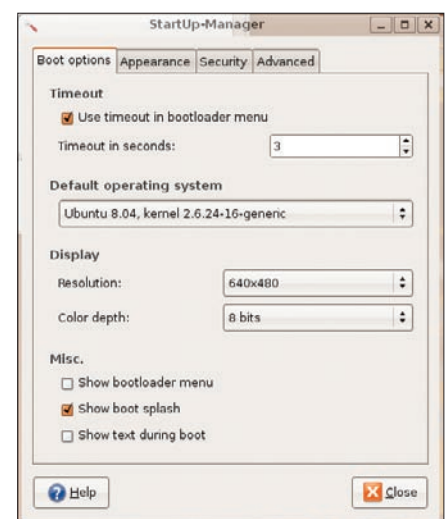 StartUp-Manager
Boot options Appearance Security Advanced
Timeout
Use timeout in bootloader menu
Timeout in seconds: 3
Default operating system
Ubuntu 8.04, kernel 2.6.24-16-generic
Display
Resolution: 640x480
Color depth: 8 bits
Misc.
Show bootloader menu
Show boot splash
Show text during boot
Help Close